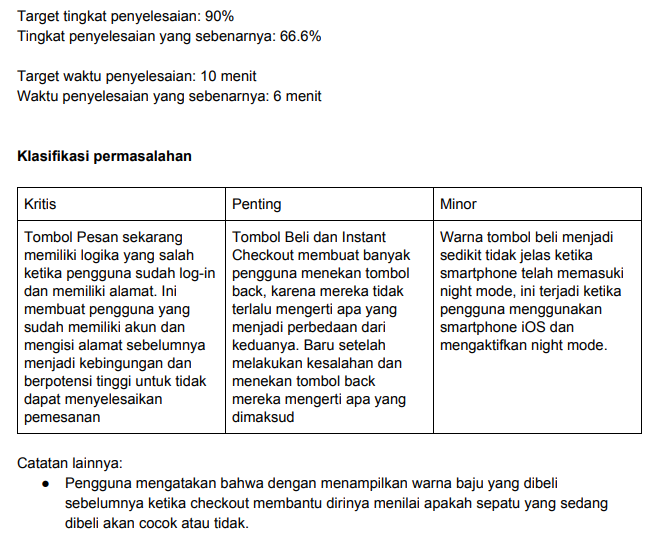 Target tingkat penyelesaian: 90%
Tingkat penyelesaian yang sebenarnya: 66.6%
Target waktu penyelesaian: 10 menit
Waktu penyelesaian yang sebenarnya: 6 menit
Klasifikasi permasalahan
Kritis
Penting
Minor
Tombol Pesan sekarang
memiliki logika yang salah
ketika pengguna sudah log-in
dan memiliki alamat. Ini
membuat pengguna yang
sudah memiliki akun dan
mengisi alamat sebelumnya
menjadi kebingungan dan
berpotensi tinggi untuk tidak
dapat menyelesaikan
pemesanan
Tombol Beli dan Instant
Checkout membuat banyak
pengguna menekan tombol
back, karena mereka tidak
terlalu mengerti apa yang
menjadi perbedaan dari
keduanya. Baru setelah
melakukan kesalahan dan
menekan tombol back
mereka mengerti apa yang
dimaksud
Warna tombol beli menjadi
sedikit tidak jelas ketika
smartphone telah memasuki
night mode, ini terjadi ketika
pengguna menggunakan
smartphone iOS dan
mengaktifkan night mode.
Catatan lainnya:
● Pengguna mengatakan bahwa dengan menampilkan warna baju yang dibeli
sebelumnya ketika checkout membantu dirinya menilai apakah sepatu yang sedang
dibeli akan cocok atau tidak.